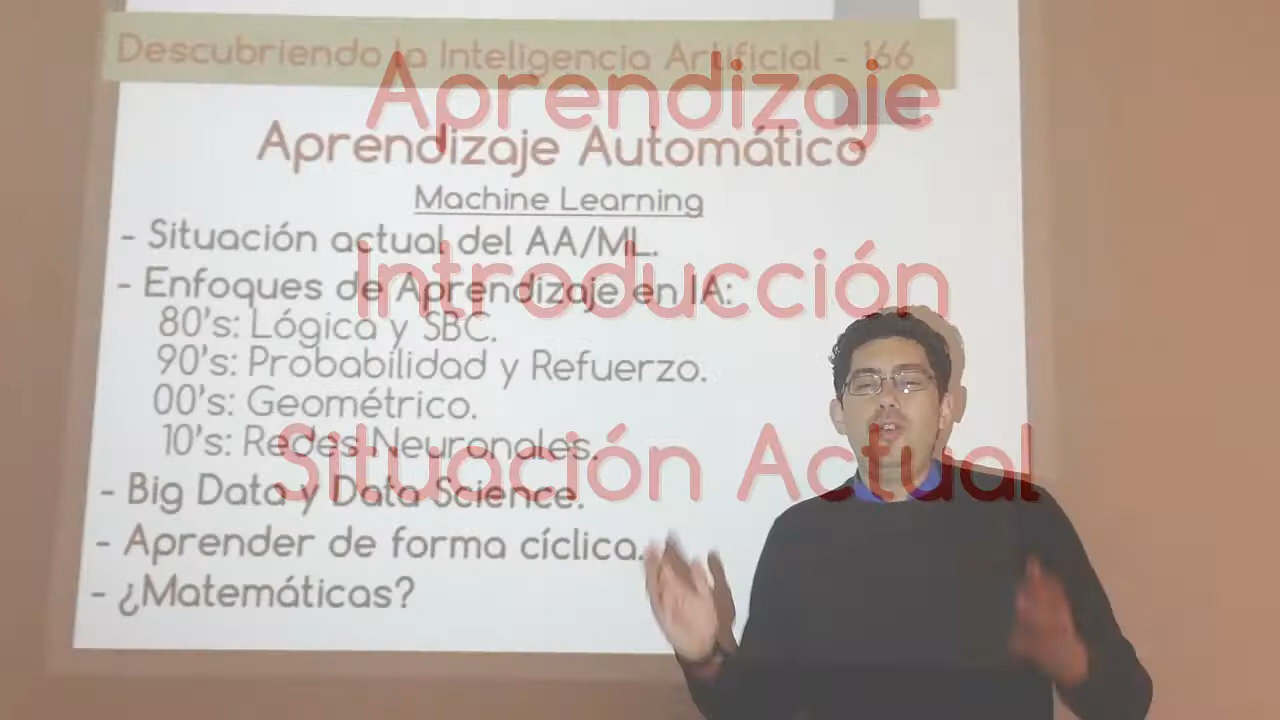 Descubriendo la Inteligencia Artificial - 166
Aprendizaje
Aprendizaje Automático
Machine Learning
- Situación actual del AA/ML.
Introducción
- Enfoques de Aprendizaje en IA:
80's: Lógica y SBC.
90's: Probabilidad y Refuerzo.
00's: Geométrico.
10's: Redes Neuronales.
Situación Actual
- Big Data y Data Science.
- Aprender de forma cíclica.
- ¿Matemáticas?